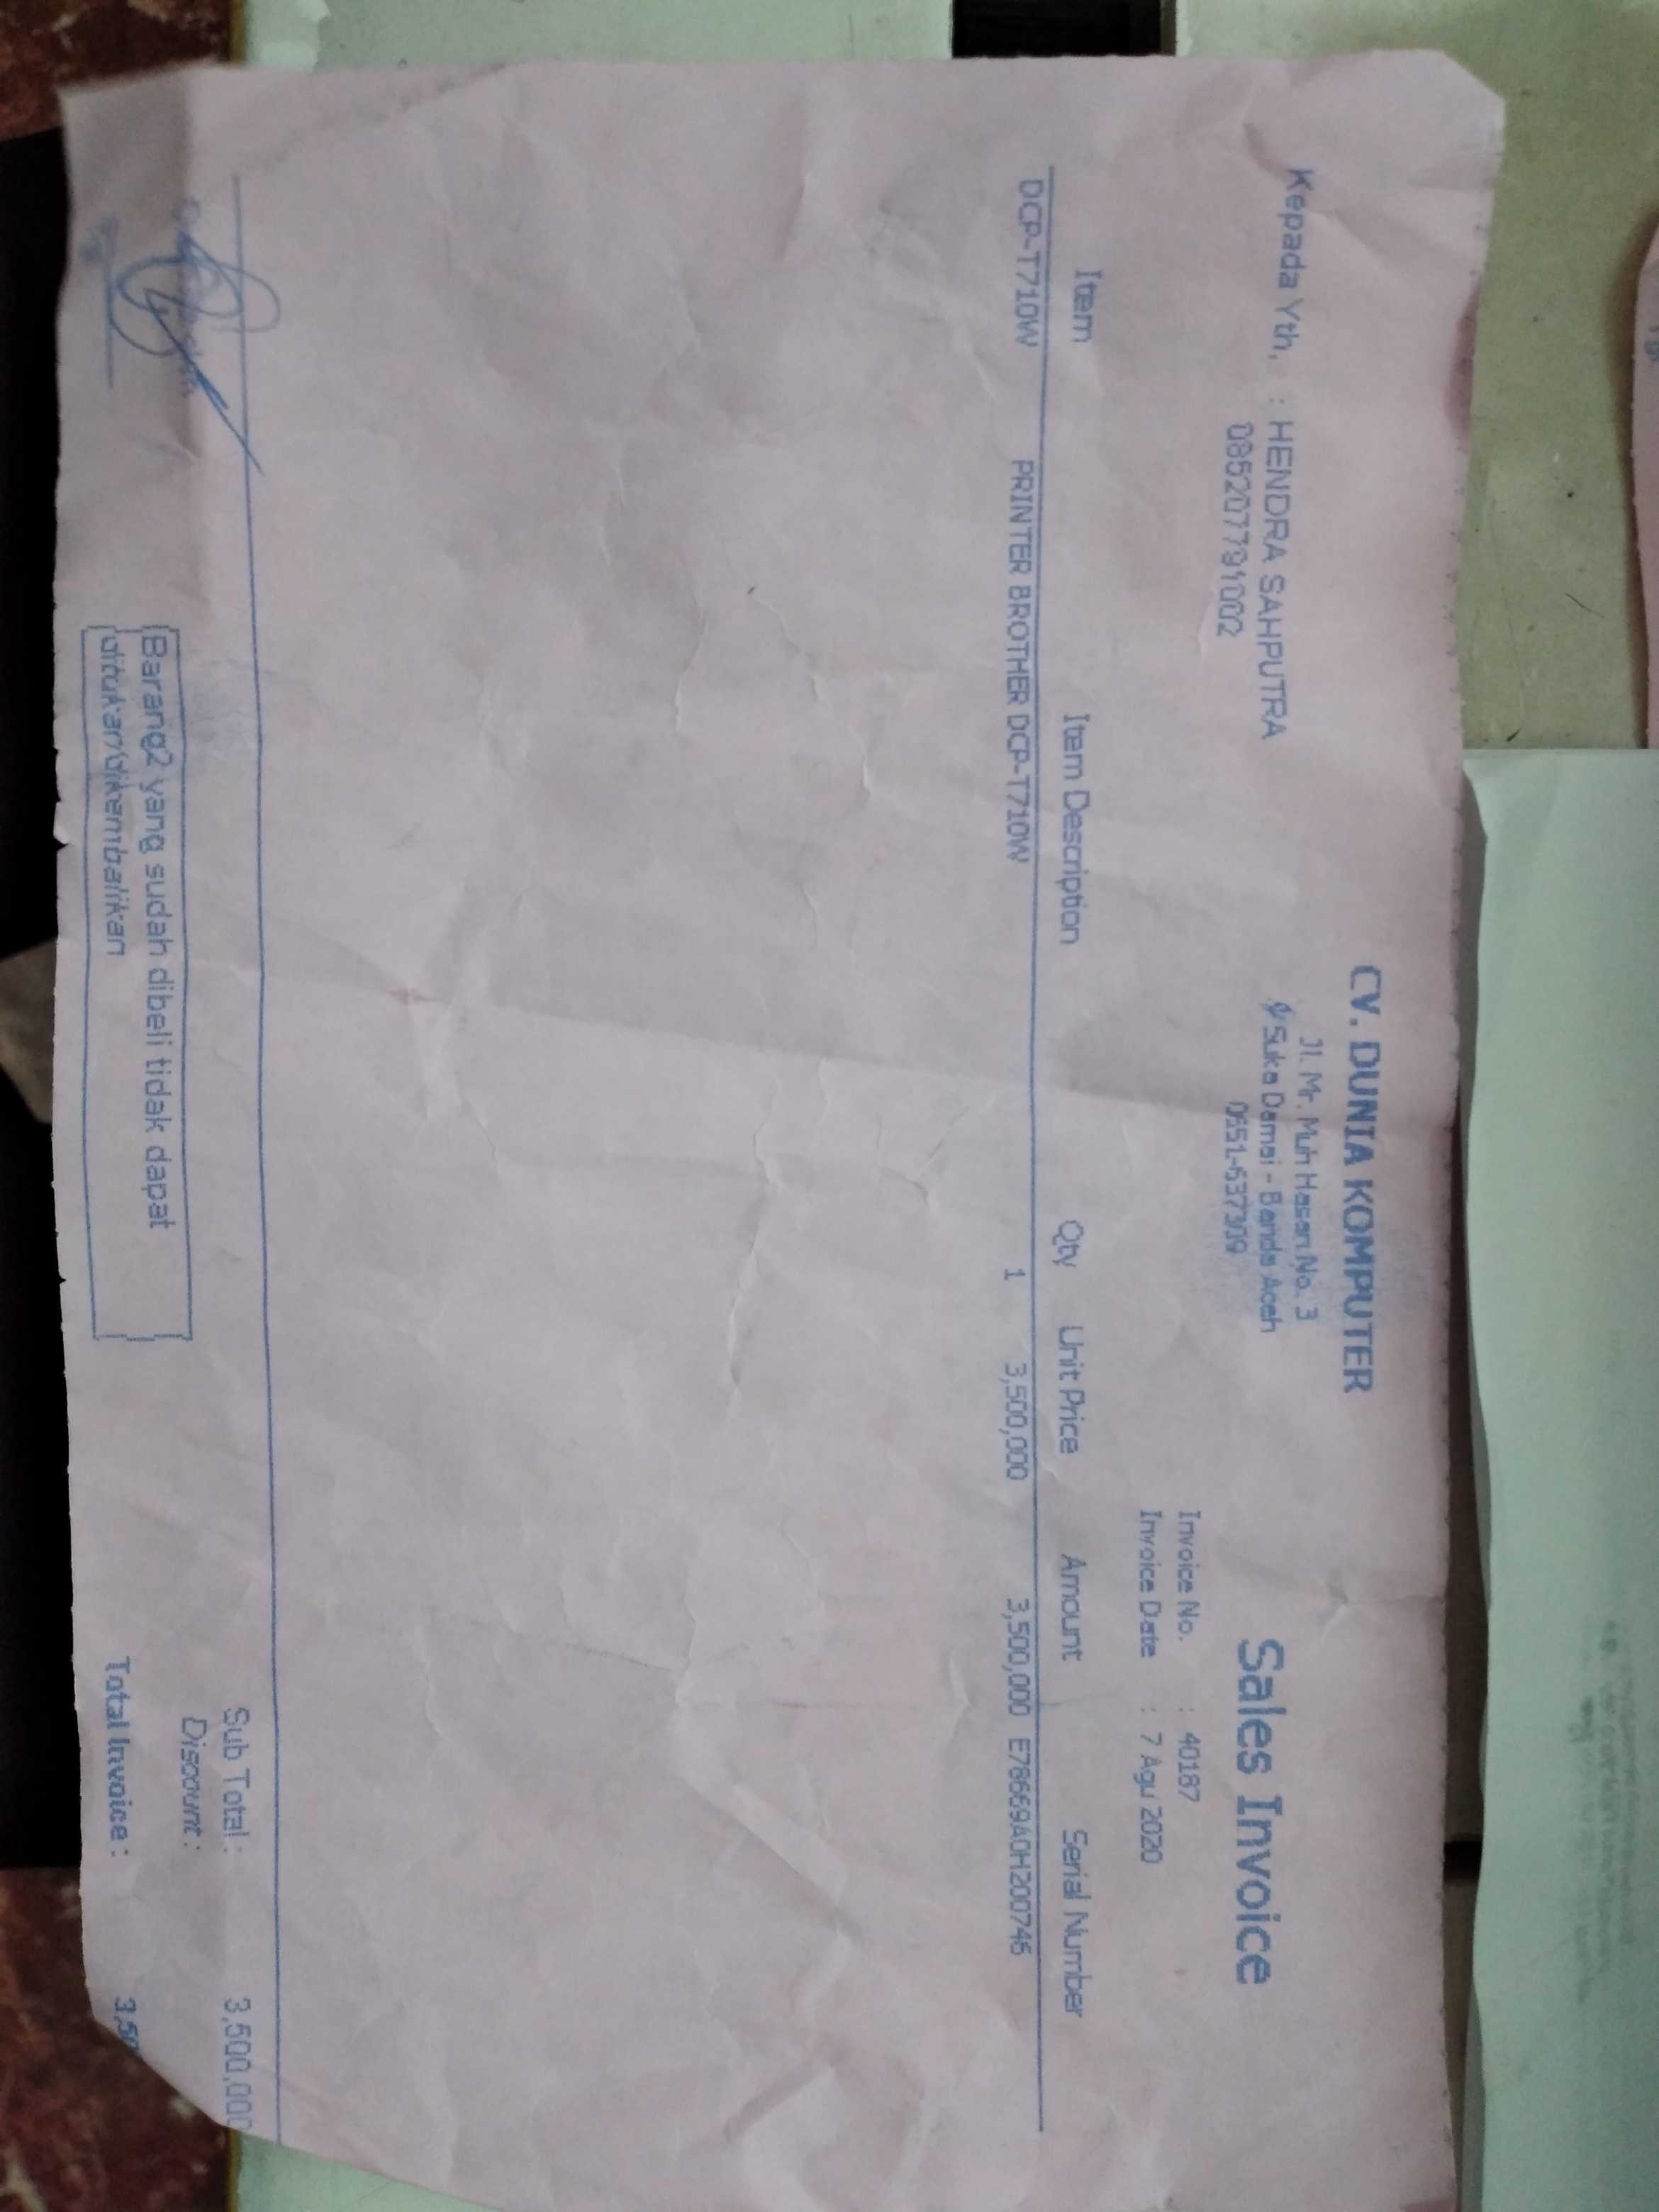 CV. DUNIA KOMPUTER
Jl. Mr. Muh Hasan No. 3
Suka Damai - Banda Aceh
Sales Invoice
Kepada Yth, : HENDRA SAHPUTRA
Invoice No. : 40187
Invoice Date : 7 Agu 2020
Item Item Description Qty Unit Price Amount Serial Number
DCP-T710W PRINTER BROTHER DCP-T710W 1 3,500,000 3,500,000 E78669A0H200746
Sub Total : 3,500,000
Discount :
Total Invoice : 3,50
Barang2 yang sudah dibeli tidak dapat
ditukar/dikembalikan